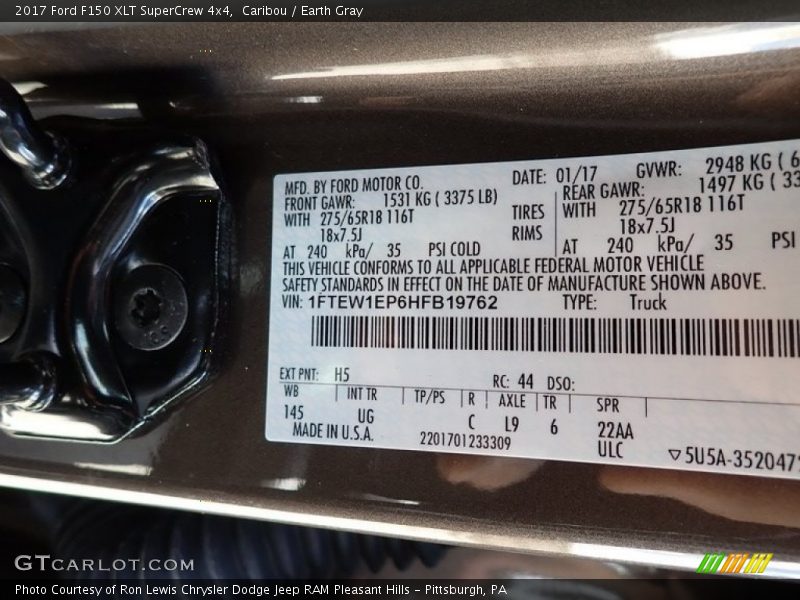 2017 Ford F150 XLT SuperCrew 4x4,  Caribou / Earth Gray
MFD. BY FORD MOTOR CO. DATE: 01/17 GVWR: 2948 KG ( 6
FRONT GAWR: 1531 KG ( 3375 LB) REAR GAWR: 1497 KG ( 33
WITH 275/65R18 116T TIRES WITH 275/65R18 116T
18x7.5J RIMS 18x7.5J
AT 240 kPa/ 35 PSI COLD AT 240 kPa/ 35 PSI
THIS VEHICLE CONFORMS TO ALL APPLICABLE FEDERAL MOTOR VEHICLE
SAFETY STANDARDS IN EFFECT ON THE DATE OF MANUFACTURE SHOWN ABOVE.
VIN: 1FTEW1EP6HFB19762 TYPE: Truck
EXT PNT: H5 RC: 44 DSO:
WB INT TR TP/PS R AXLE TR SPR
145 UG C L9 6 22AA
MADE IN U.S.A. 2201701233309 ULC ▽5U5A-3520472
GTCARLOT.COM
Photo Courtesy of Ron Lewis Chrysler Dodge Jeep RAM Pleasant Hills - Pittsburgh, PA